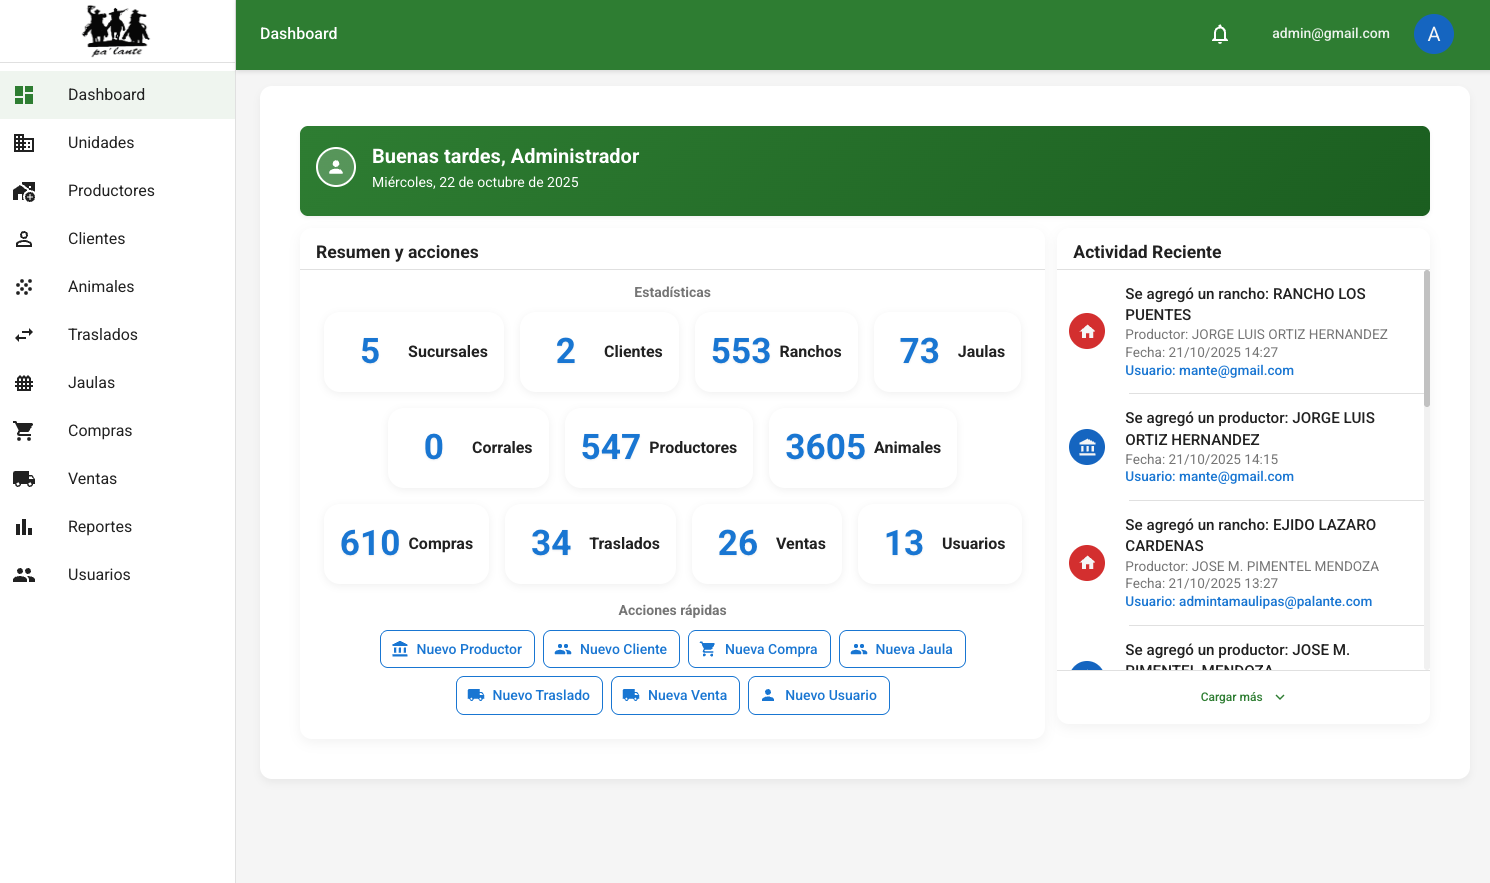 pa'lante
Dashboard
Unidades
Productores
Clientes
Animales
Traslados
Jaulas
Compras
Ventas
Reportes
Usuarios
Dashboard
admin@gmail.com
A
Buenas tardes, Administrador
Miércoles, 22 de octubre de 2025
Resumen y acciones
Estadísticas
5 Sucursales
2 Clientes
553 Ranchos
73 Jaulas
0 Corrales
547 Productores
3605 Animales
610 Compras
34 Traslados
26 Ventas
13 Usuarios
Acciones rápidas
Nuevo Productor
Nuevo Cliente
Nueva Compra
Nueva Jaula
Nuevo Traslado
Nueva Venta
Nuevo Usuario
Actividad Reciente
Se agregó un rancho: RANCHO LOS
PUENTES
Productor: JORGE LUIS ORTIZ HERNANDEZ
Fecha: 21/10/2025 14:27
Usuario: mante@gmail.com
Se agregó un productor: JORGE LUIS
ORTIZ HERNANDEZ
Fecha: 21/10/2025 14:15
Usuario: mante@gmail.com
Se agregó un rancho: EJIDO LAZARO
CARDENAS
Productor: JOSE M. PIMENTEL MENDOZA
Fecha: 21/10/2025 13:27
Usuario: admintamaulipas@palante.com
Se agregó un productor: JOSE M.
PIMENTEL MENDOZA
Cargar más